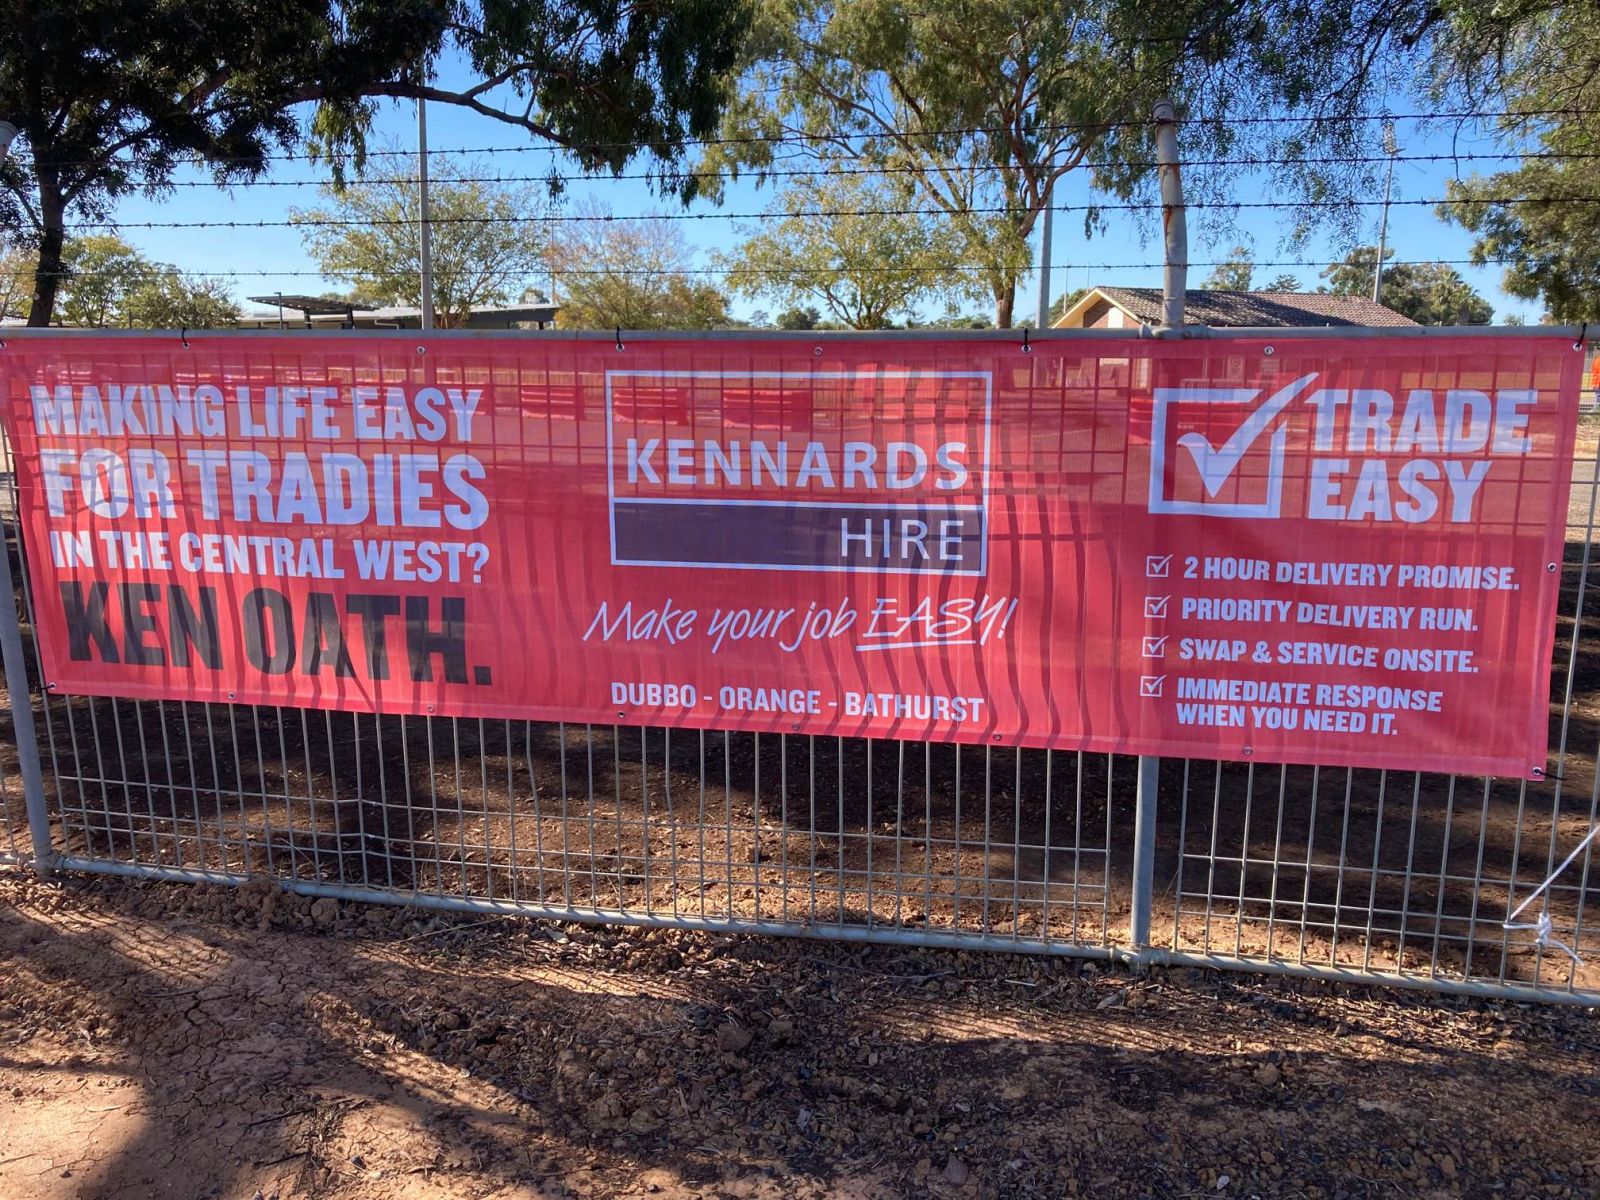 MAKING LIFE EASY
FOR TRADIES
IN THE CENTRAL WEST?
KEN OATH.
KENNARDS
HIRE
Make your job EASY!
DUBBO - ORANGE - BATHURST
TRADE
EASY
2 HOUR DELIVERY PROMISE.
PRIORITY DELIVERY RUN.
SWAP & SERVICE ONSITE.
IMMEDIATE RESPONSE
WHEN YOU NEED IT.